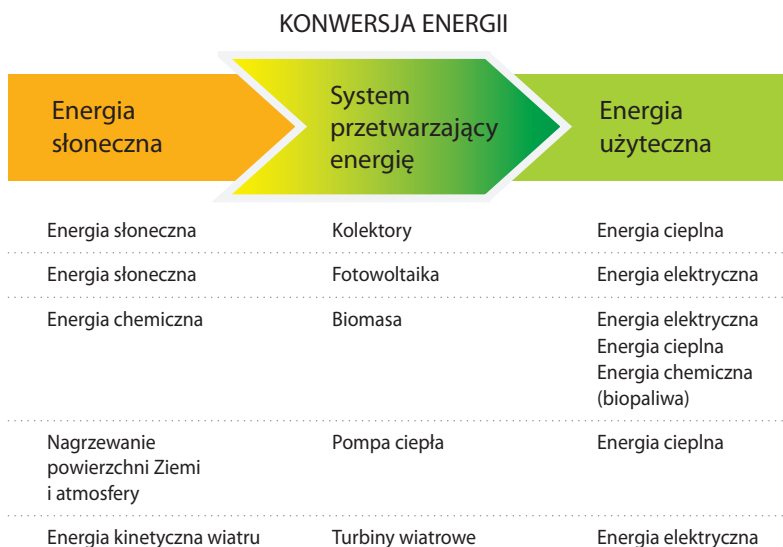 KONWERSJA ENERGII
Energia
słoneczna
System
przetwarzający
energię
Energia
użyteczna
Energia słoneczna
Kolektory
Energia cieplna
Energia słoneczna
Fotowoltaika
Energia elektryczna
Energia chemiczna
Biomasa
Energia elektryczna
Energia cieplna
Energia chemiczna
(biopaliwa)
Nagrzewanie
powierzchni Ziemi
i atmosfery
Pompa ciepła
Energia cieplna
Energia kinetyczna wiatru
Turbiny wiatrowe
Energia elektryczna